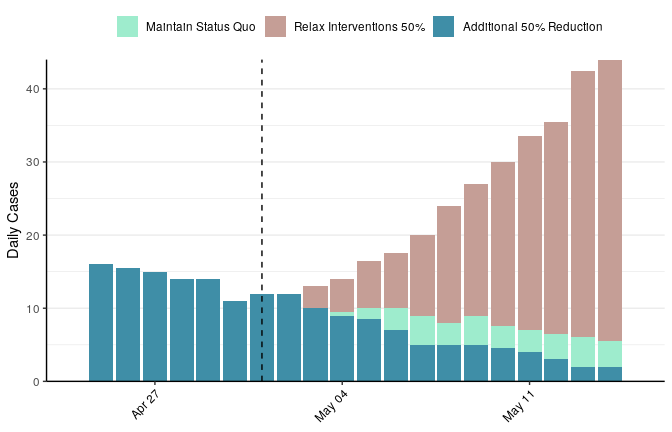 Maintain Status Quo Relax Interventions 50% Additional 50% Reduction
Daily Cases
40
30
20
10
0
Apr 27
May 04
May 11